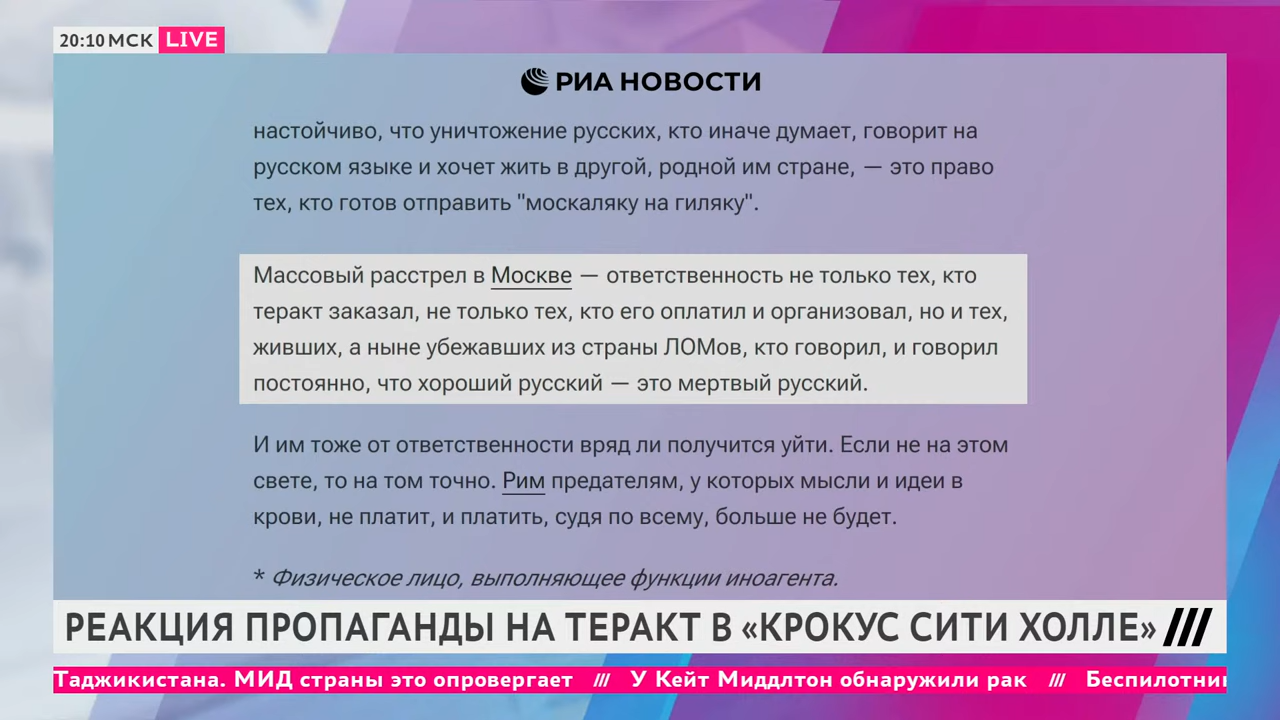 20:10 МСК LIVE
РИА НОВОСТИ
настойчиво, что уничтожение русских, кто иначе думает, говорит на
русском языке и хочет жить в другой, родной им стране, — это право
тех, кто готов отправить "москаляку на гиляку".
Массовый расстрел в Москве — ответственность не только тех, кто
теракт заказал, не только тех, кто его оплатил и организовал, но и тех,
живших, а ныне убежавших из страны ЛОМов, кто говорил, и говорил
постоянно, что хороший русский — это мертвый русский.
И им тоже от ответственности вряд ли получится уйти. Если не на этом
свете, то на том точно. Рим предателям, у которых мысли и идеи в
крови, не платит, и платить, судя по всему, больше не будет.
* Физическое лицо, выполняющее функции иноагента.
РЕАКЦИЯ ПРОПАГАНДЫ НА ТЕРАКТ В «КРОКУС СИТИ ХОЛЛЕ» ///
Таджикистана. МИД страны это опровергает /// У Кейт Миддлтон обнаружили рак /// Беспилотни